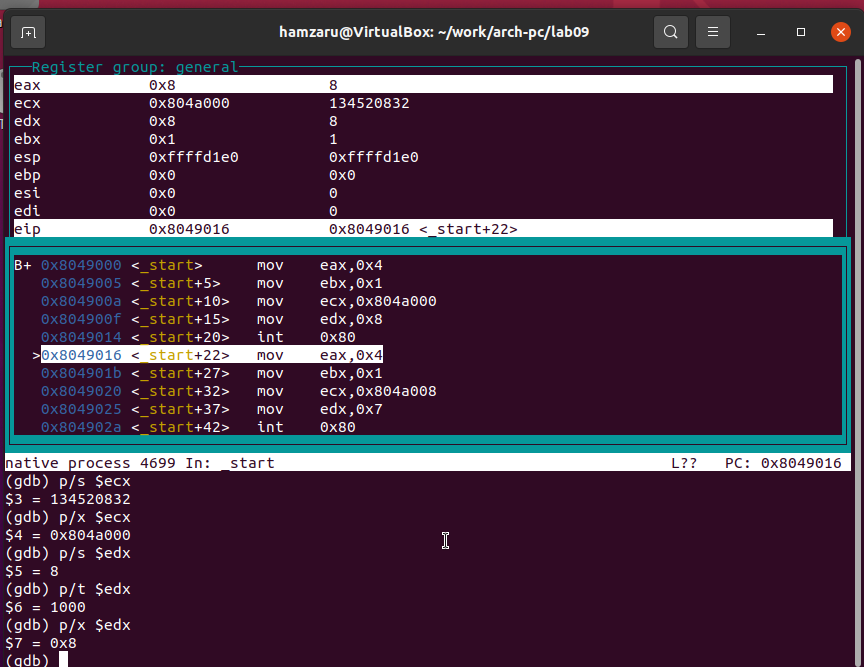 hamzaru@VirtualBox: ~/work/arch-pc/lab09
Register group: general
eax 0x8 8
ecx 0x804a000 134520832
edx 0x8 8
ebx 0x1 1
esp 0xffffd1e0 0xffffd1e0
ebp 0x0 0x0
esi 0x0 0
edi 0x0 0
eip 0x8049016 0x8049016 <_start+22>
B+ 0x8049000 <_start> mov eax,0x4
0x8049005 <_start+5> mov ebx,0x1
0x804900a <_start+10> mov ecx,0x804a000
0x804900f <_start+15> mov edx,0x8
0x8049014 <_start+20> int 0x80
>0x8049016 <_start+22> mov eax,0x4
0x804901b <_start+27> mov ebx,0x1
0x8049020 <_start+32> mov ecx,0x804a008
0x8049025 <_start+37> mov edx,0x7
0x804902a <_start+42> int 0x80
native process 4699 In: _start L?? PC: 0x8049016
(gdb) p/s $ecx
$3 = 134520832
(gdb) p/x $ecx
$4 = 0x804a000
(gdb) p/s $edx
$5 = 8
(gdb) p/t $edx
$6 = 1000
(gdb) p/x $edx
$7 = 0x8
(gdb)